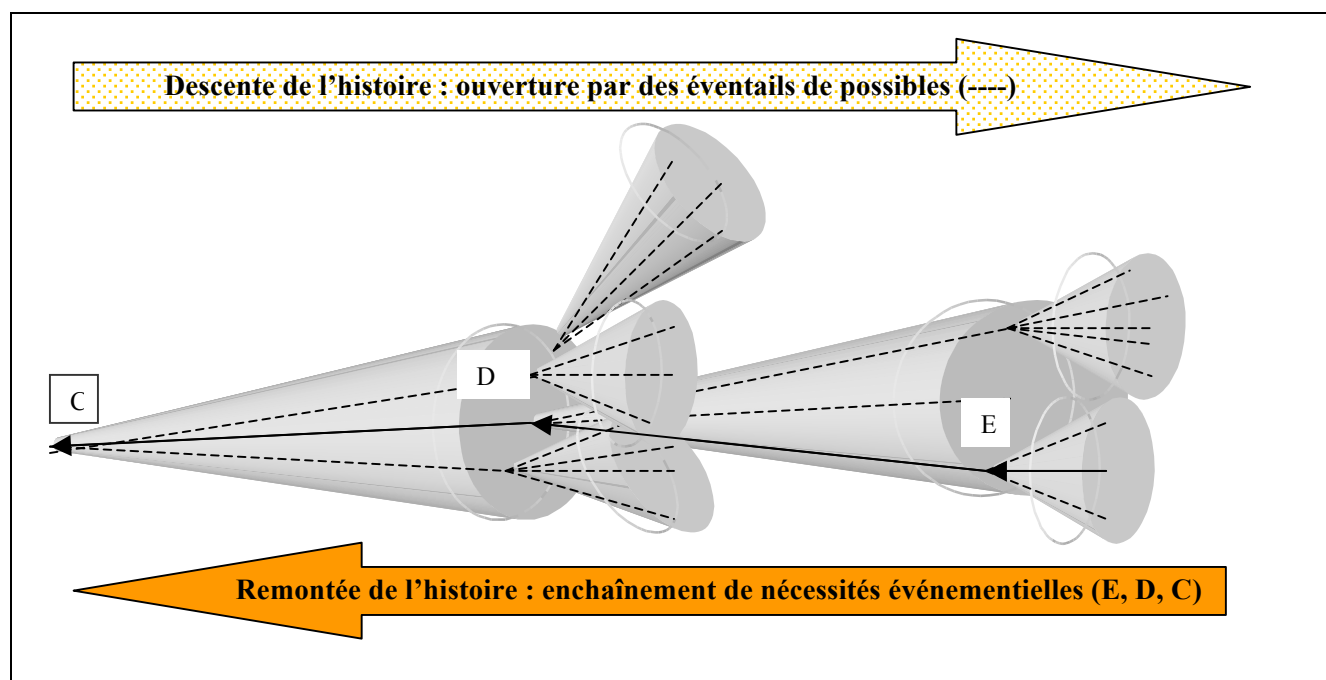 Descente de l’histoire : ouverture par des éventails de possibles (----)
D
C
E
Remontée de l’histoire : enchaînement de nécessités événementielles (E, D, C)